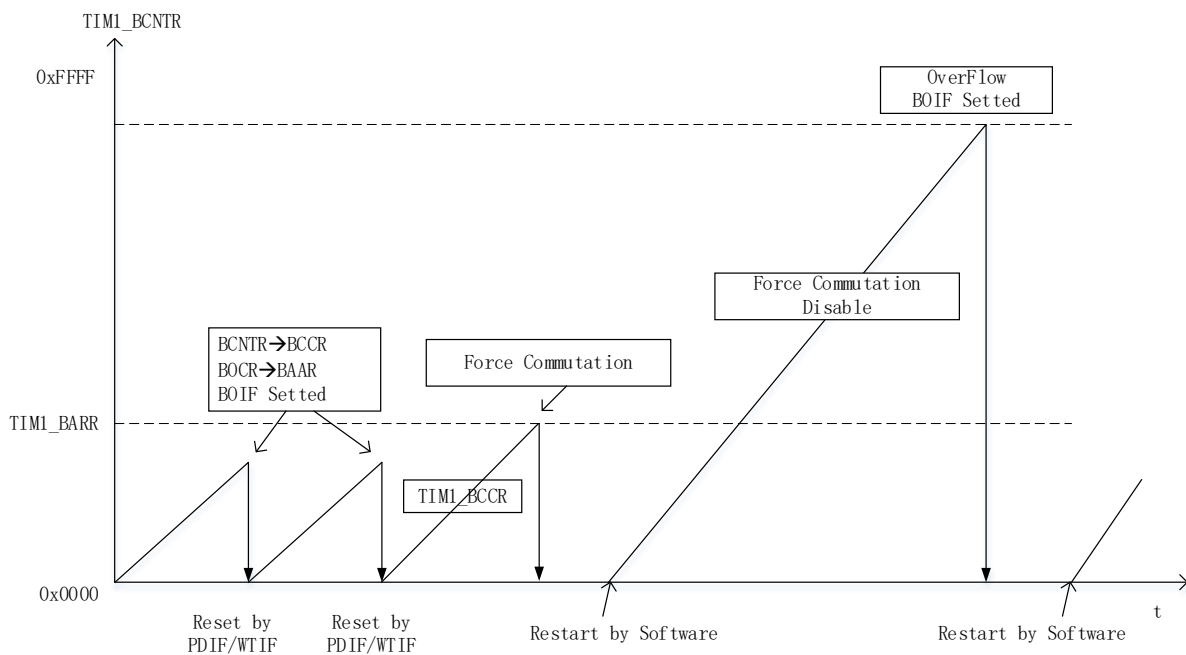 TIM1_BCNTR
0xFFFF
OverFlow
BOIF Setted
Force Commutation
Disable
BCNTR→BCCR
BOCR→BAAR
BOIF Setted
Force Commutation
TIM1_BARR
TIM1_BCCR
0x0000
t
Reset by
PDIF/WTIF
Reset by
PDIF/WTIF
Restart by Software
Restart by Software